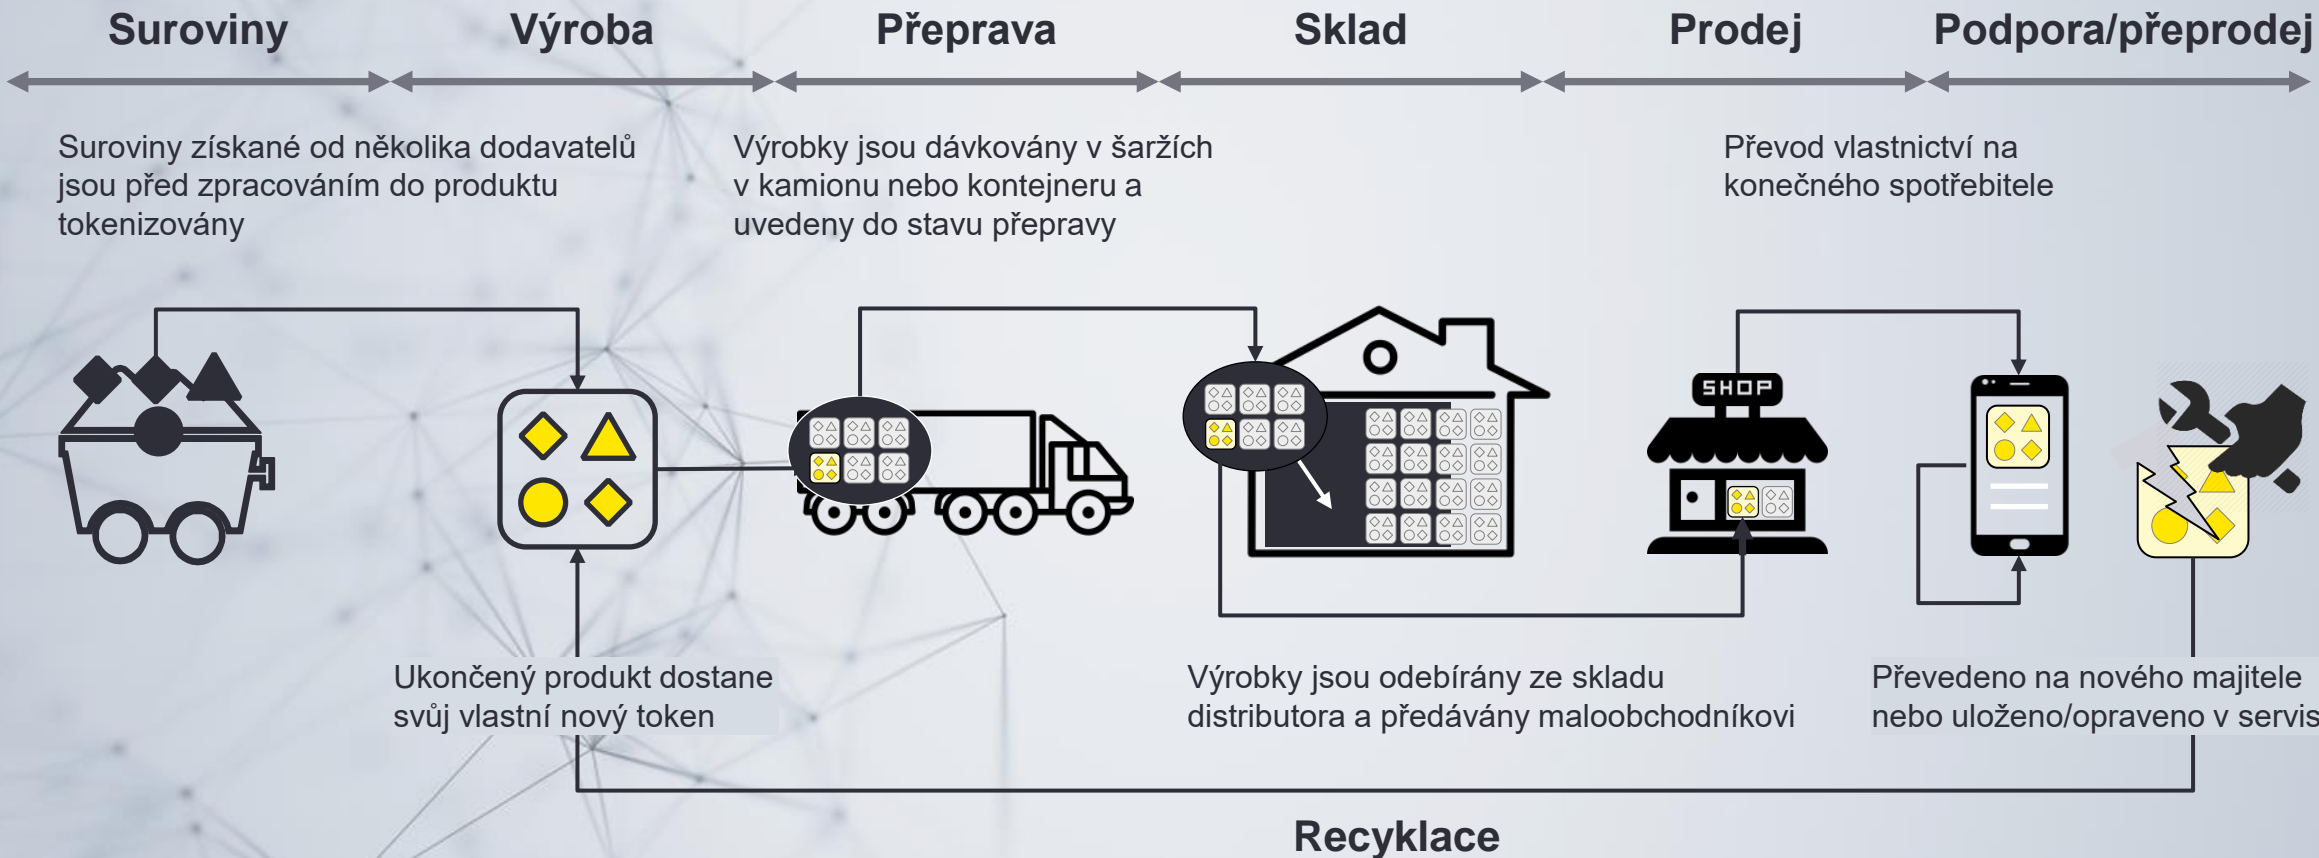 Suroviny
Výroba
Přeprava
Sklad
Prodej
Podpora/přeprodej
Suroviny získané od několika dodavatelů
jsou před zpracováním do produktu
tokenizovány
Výrobky jsou dávkovány v šaržích
v kamionu nebo kontejneru a
uvedeny do stavu přepravy
Převod vlastnictví na
konečného spotřebitele
SHOP
Ukončený produkt dostane
svůj vlastní nový token
Výrobky jsou odebírány ze skladu
distributora a předávány maloobchodníkovi
Převedeno na nového majitele
nebo uloženo/opraveno v servis
Recyklace